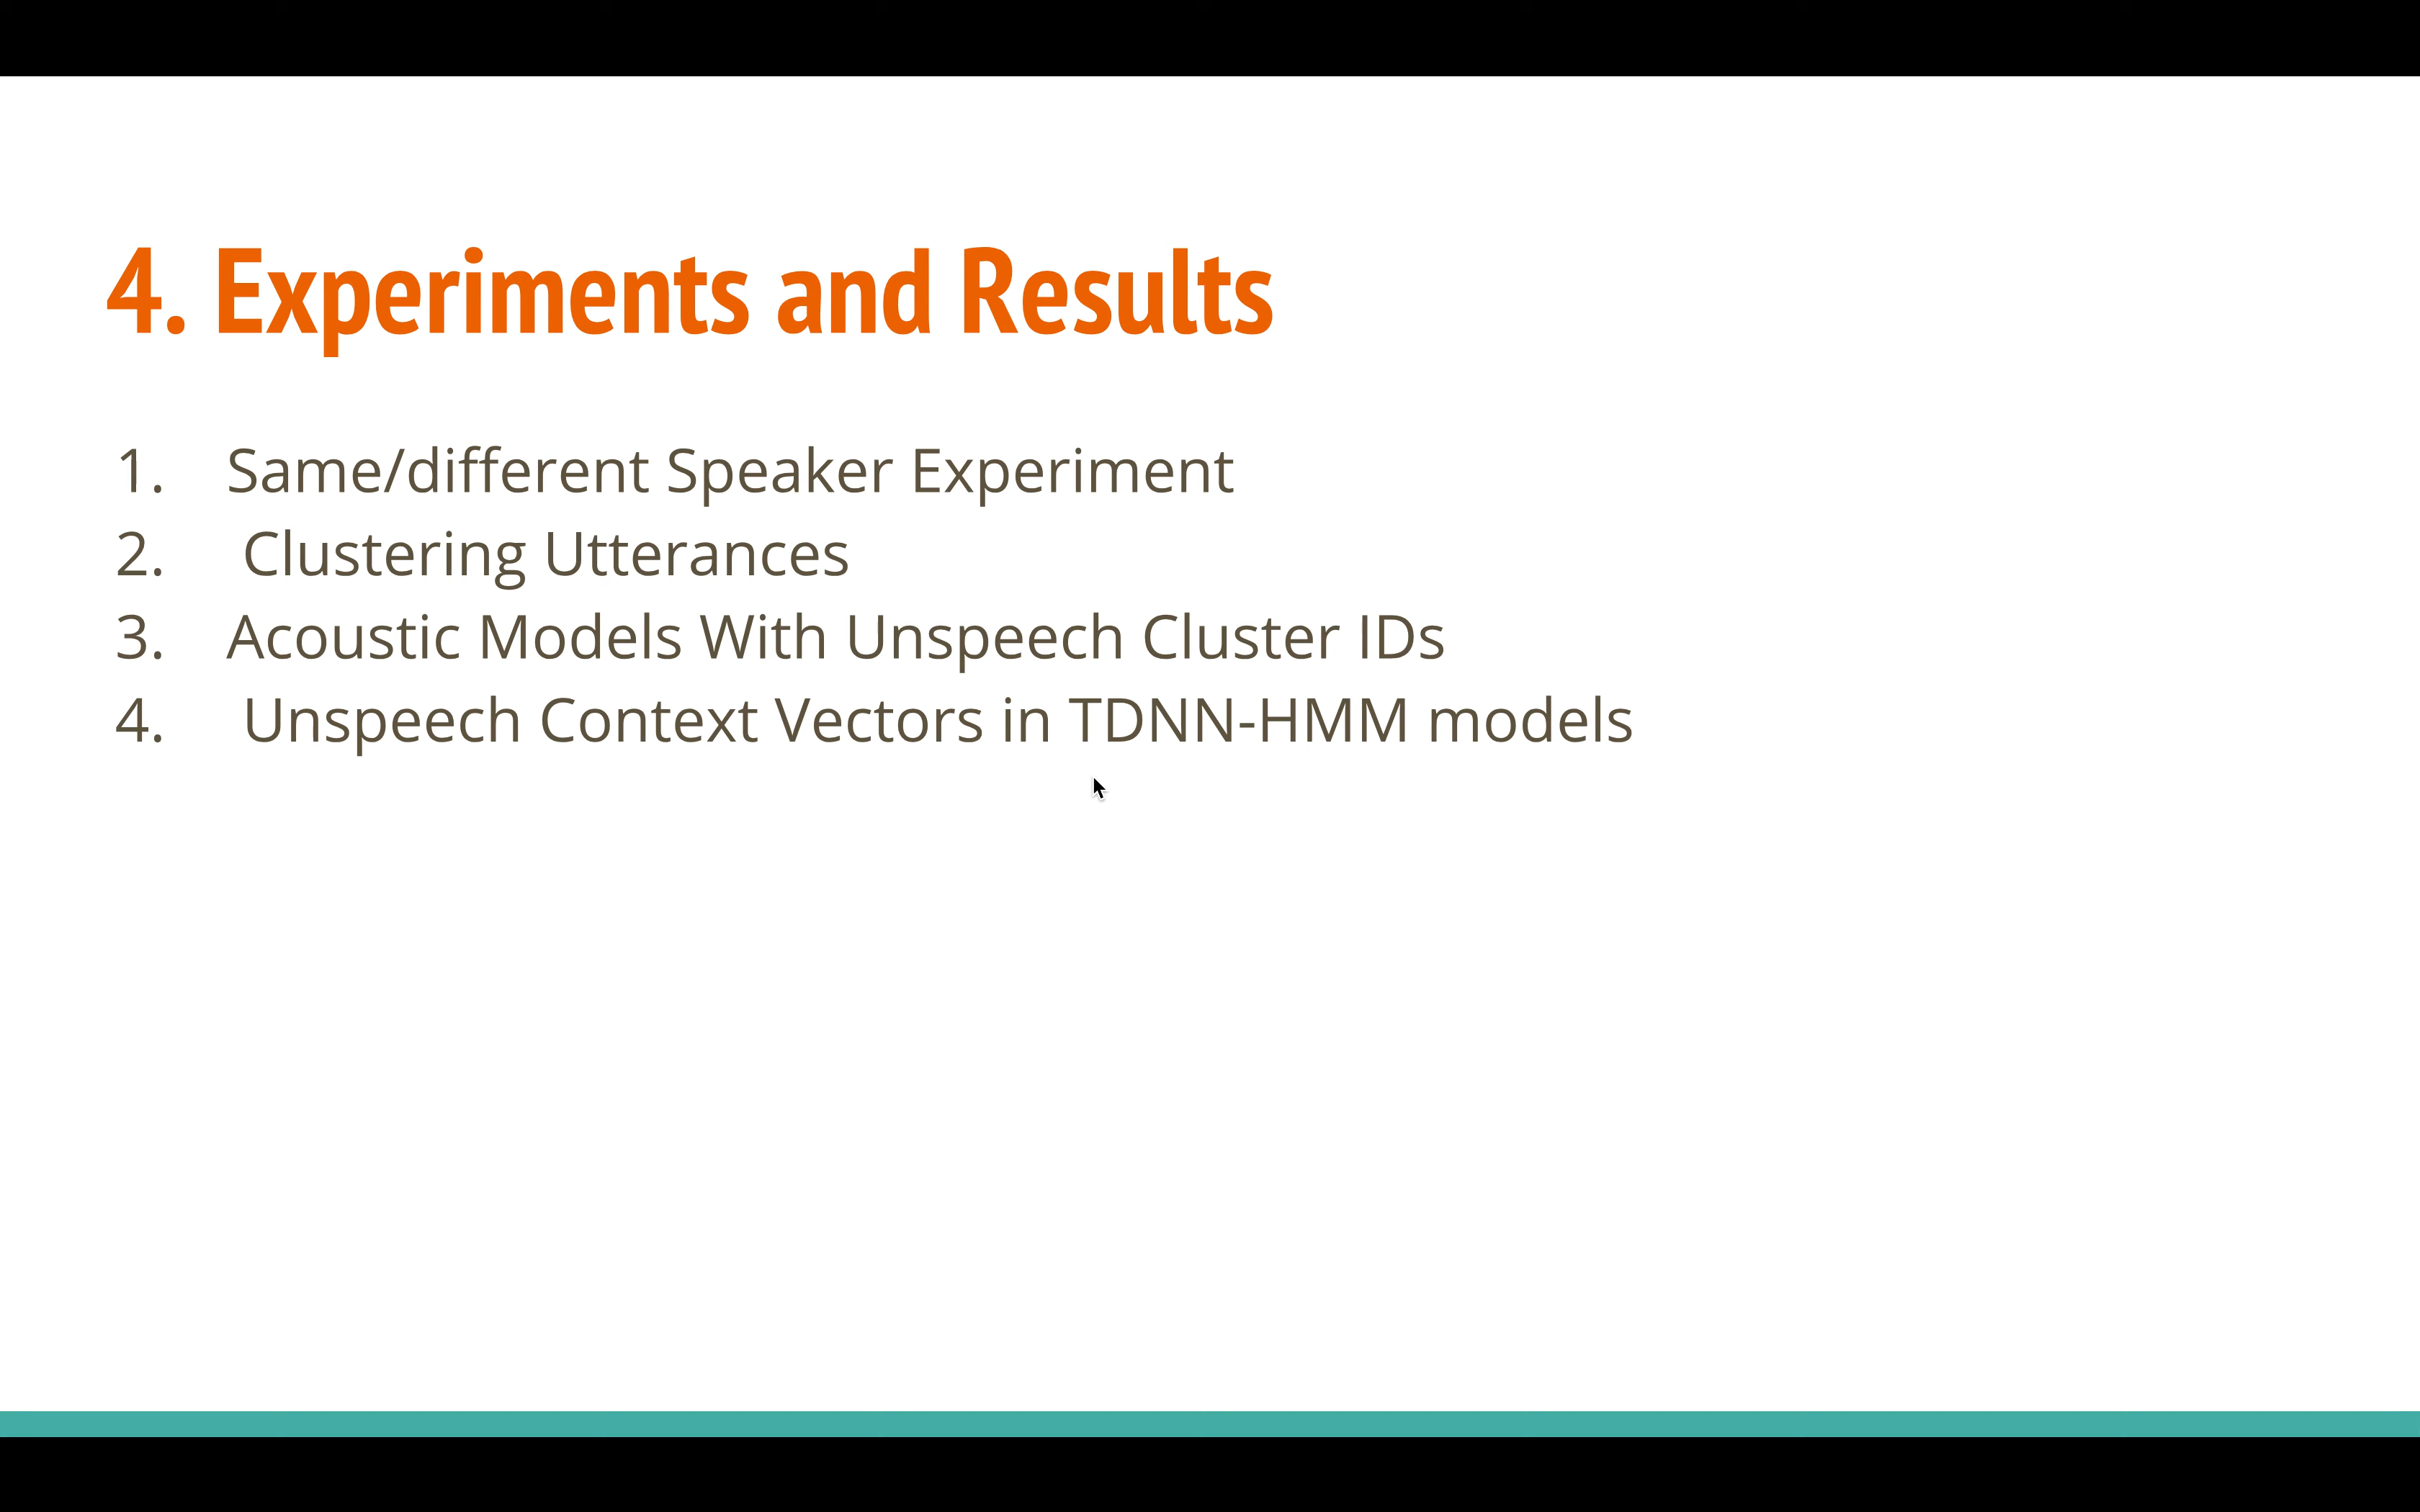 4. Experiments and Results
1. Same/different Speaker Experiment
2. Clustering Utterances
3. Acoustic Models With Unspeech Cluster IDs
4. Unspeech Context Vectors in TDNN-HMM models